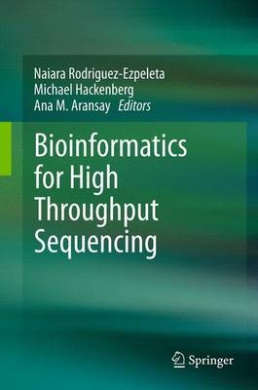 Naiara Rodriguez-Ezpeleta
Michael Hackenberg
Ana M. Aransay Editors
Bioinformatics
for High
Throughput
Sequencing
Springer